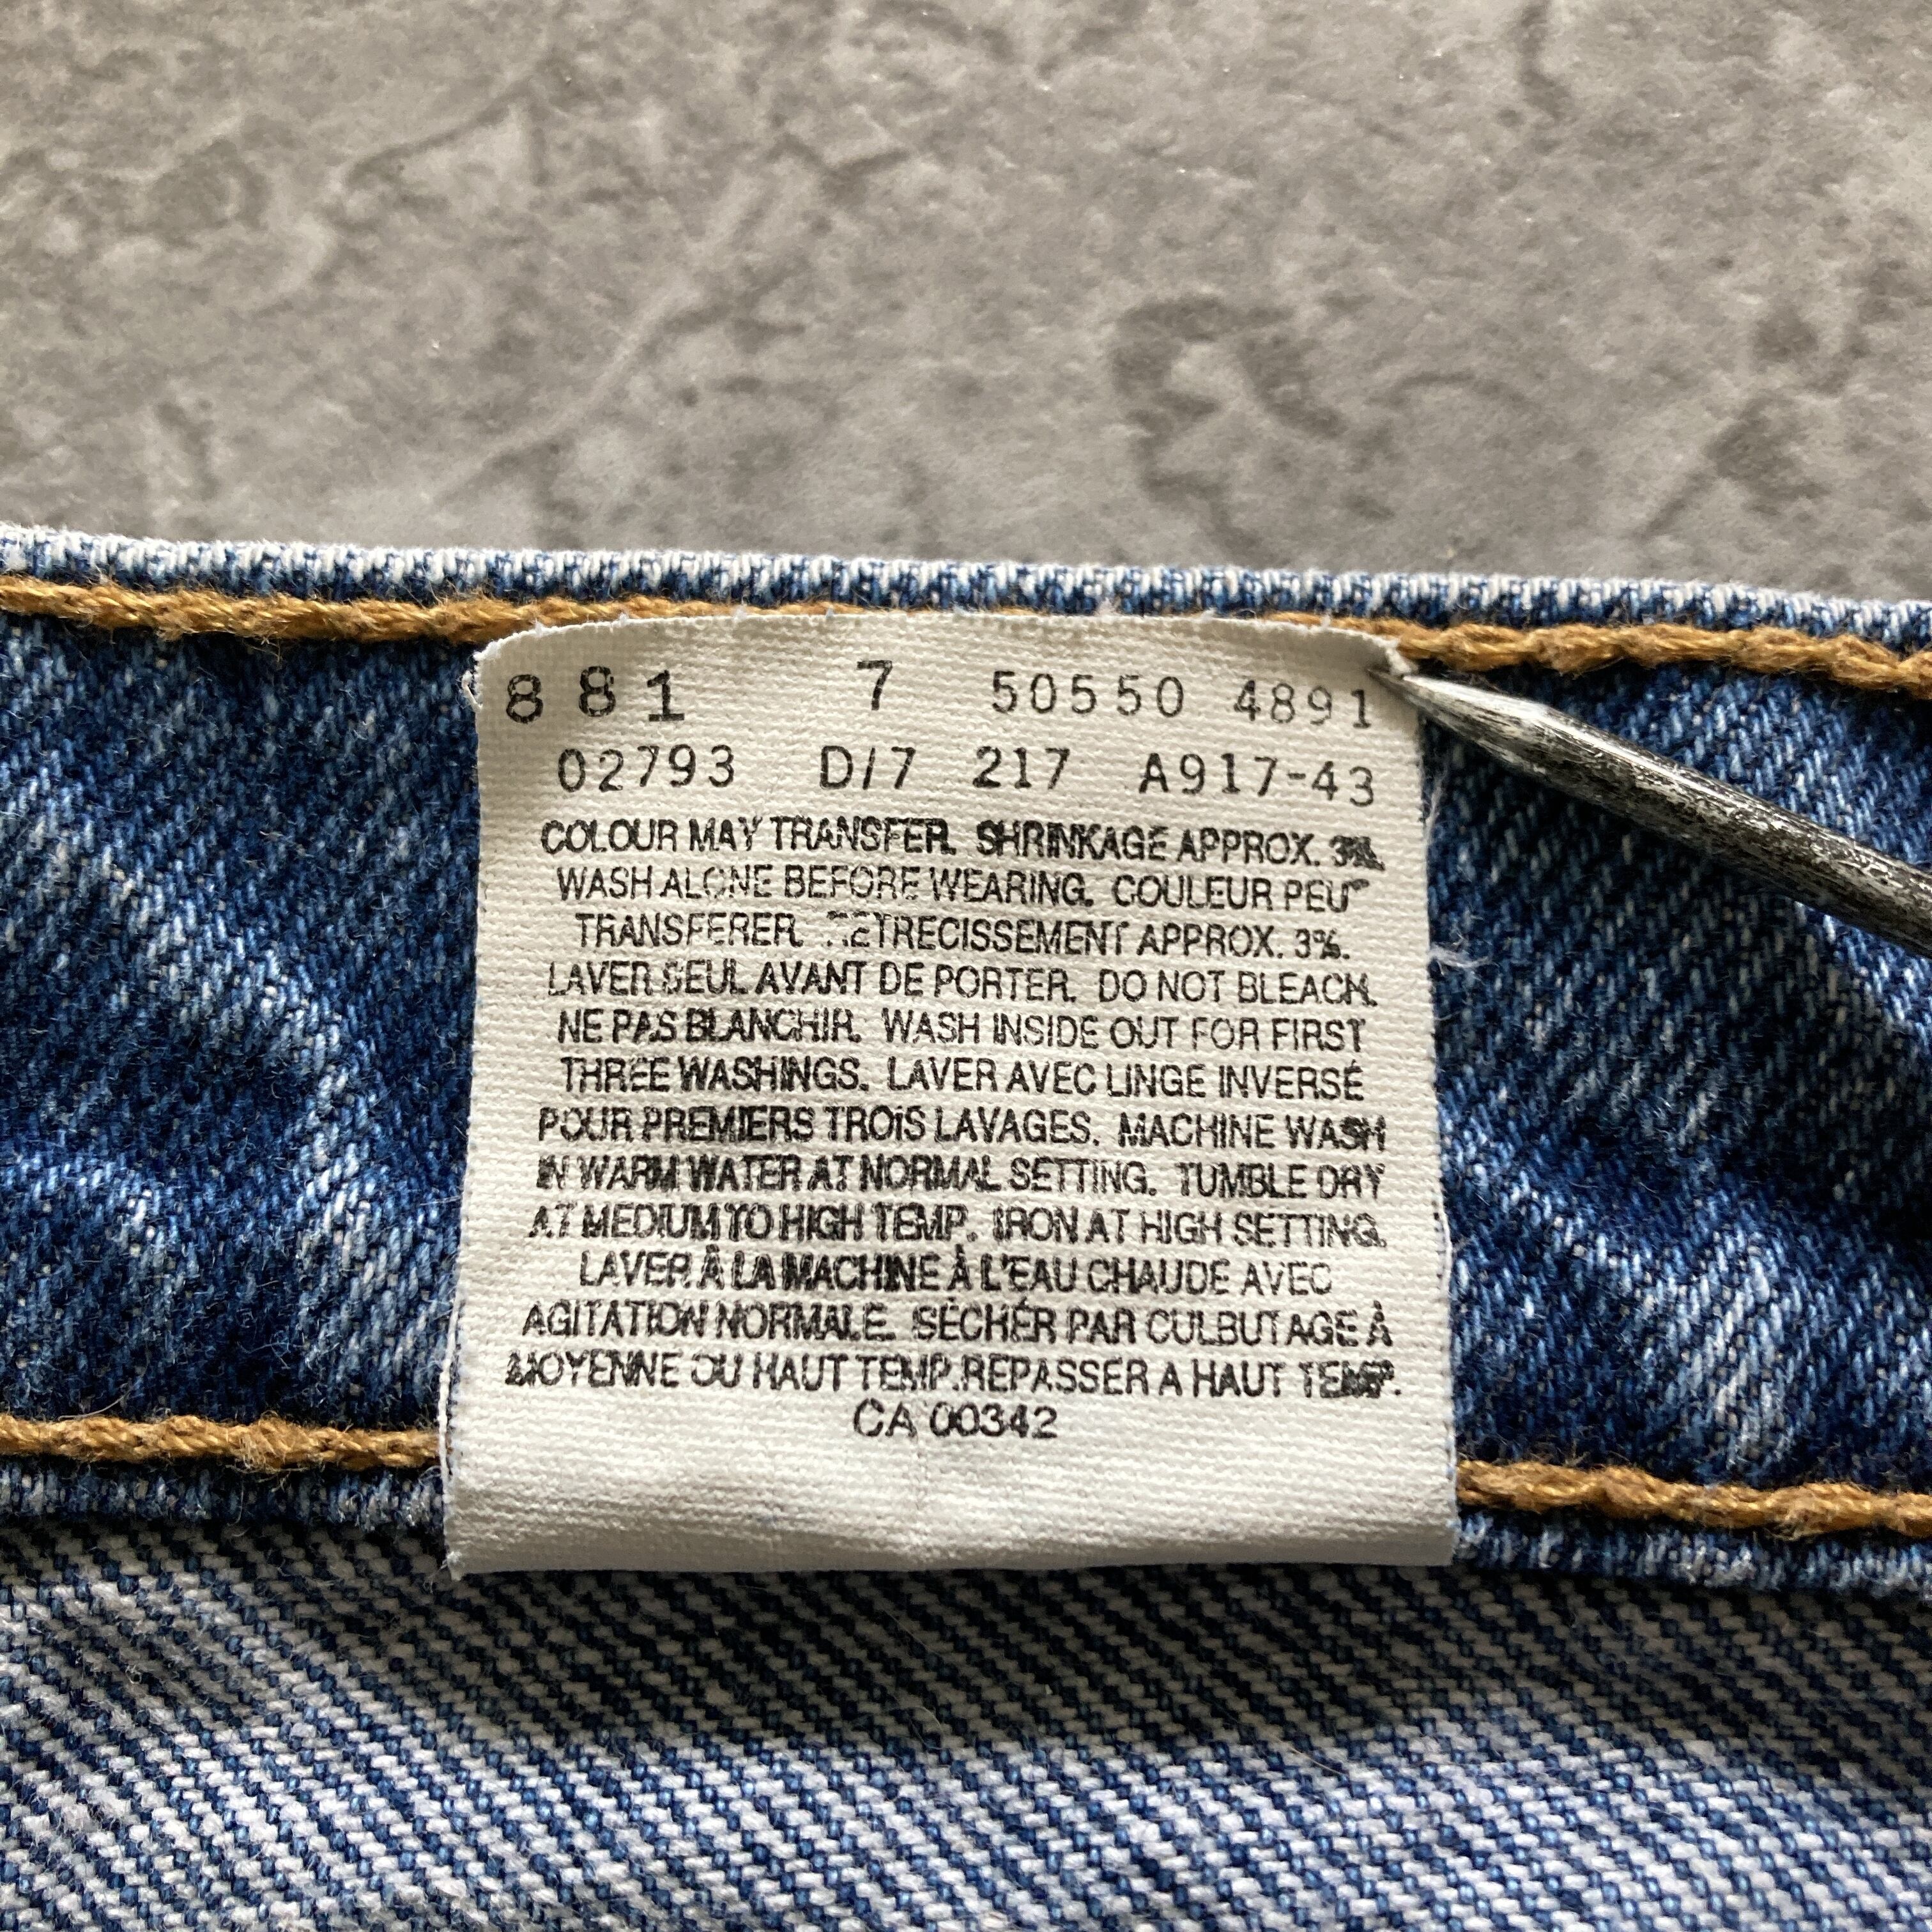 881 7 50550 4891
02793 D/7 217 A917-43
COLOUR MAY TRANSFER. SHRINKAGE APPROX. 3%.
WASH ALONE BEFORE WEARING. COULEUR PEUT
TRANSFERER. RETRECISSEMENT APPROX. 3%.
LAVER SEUL AVANT DE PORTER. DO NOT BLEACH.
NE PAS BLANCHIR. WASH INSIDE OUT FOR FIRST
THREE WASHINGS. LAVER AVEC LINGE INVERSÉ
POUR PREMIERS TROIS LAVAGES. MACHINE WASH
IN WARM WATER AT NORMAL SETTING. TUMBLE DRY
AT MEDIUM TO HIGH TEMP. IRON AT HIGH SETTING.
LAVER À LA MACHINE À L'EAU CHAUDE AVEC
AGITATION NORMALE. SÉCHÉR PAR CULBUTAGE À
MOYENNE OU HAUT TEMP.REPASSER A HAUT TEMP.
CA 00342